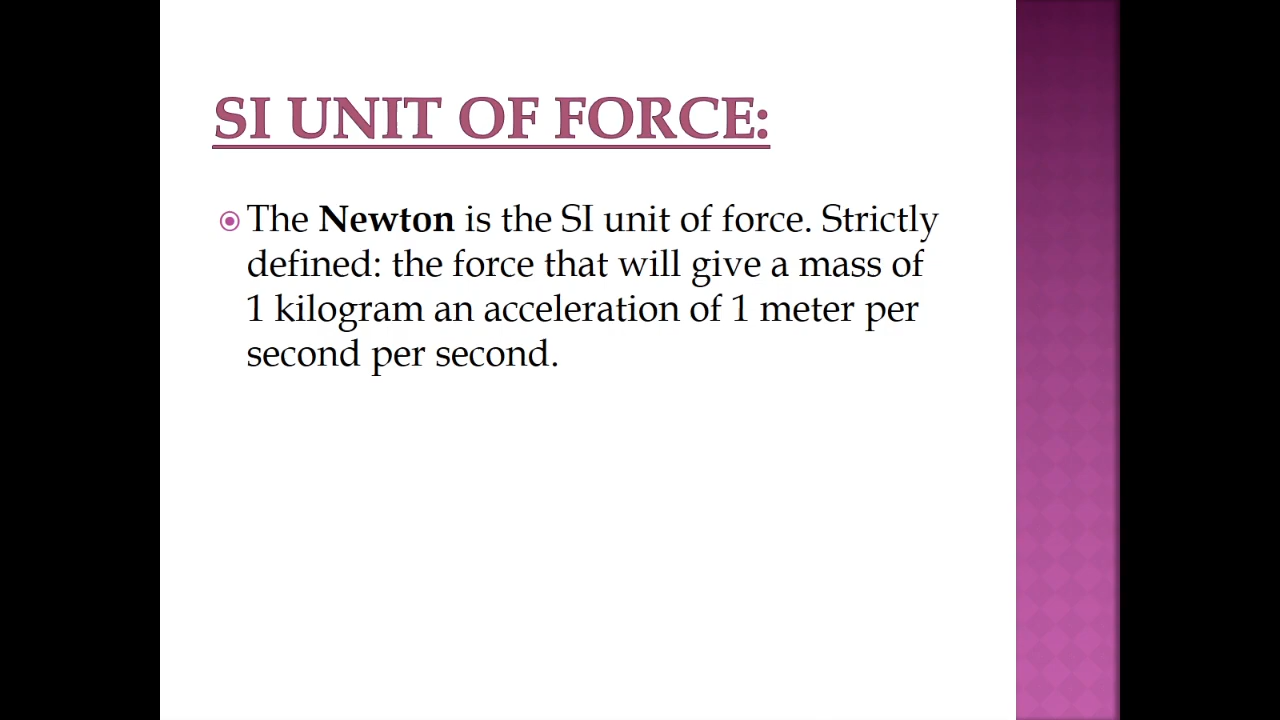 SI UNIT OF FORCE:
The Newton is the SI unit of force. Strictly
defined: the force that will give a mass of
1 kilogram an acceleration of 1 meter per
second per second.